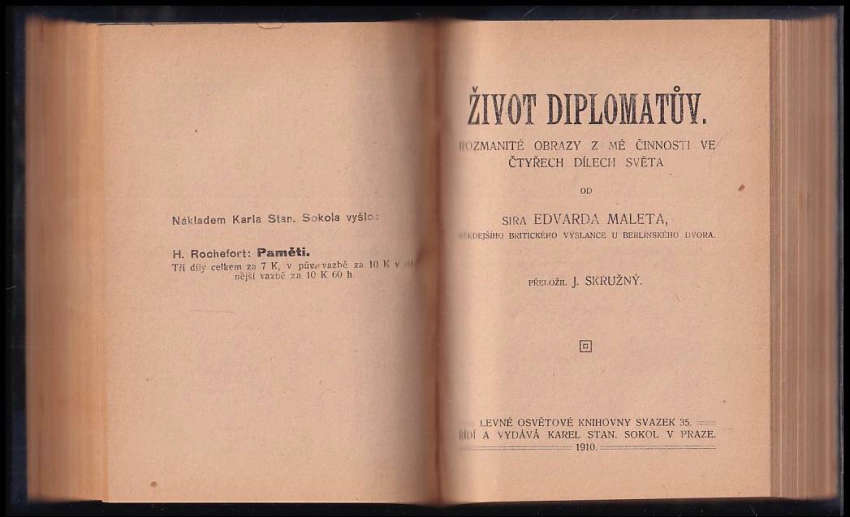 Nákladem Karla Stan. Sokola vyšlo:
H. Rochefort: Paměti.
Tři díly celkem za 7 K, v pův. vazbě za 10 K v
nější vazbě za 10 K 60 h.
ŽIVOT DIPLOMATŮV.
ROZMANITÉ OBRAZY Z MÉ ČINNOSTI VE
ČTYŘECH DÍLECH SVĚTA
OD
SIRA EDVARDA MALETA,
NĚKDEJŠÍHO BRITICKÉHO VYSLANCE U BERLÍNSKÉHO DVORA.
PŘELOŽIL J. SKRUŽNÝ.
LEVNÉ OSVĚTOVÉ KNIHOVNY SVAZEK 35.
ŘÍDÍ A VYDÁVÁ KAREL STAN. SOKOL V PRAZE.
1910.